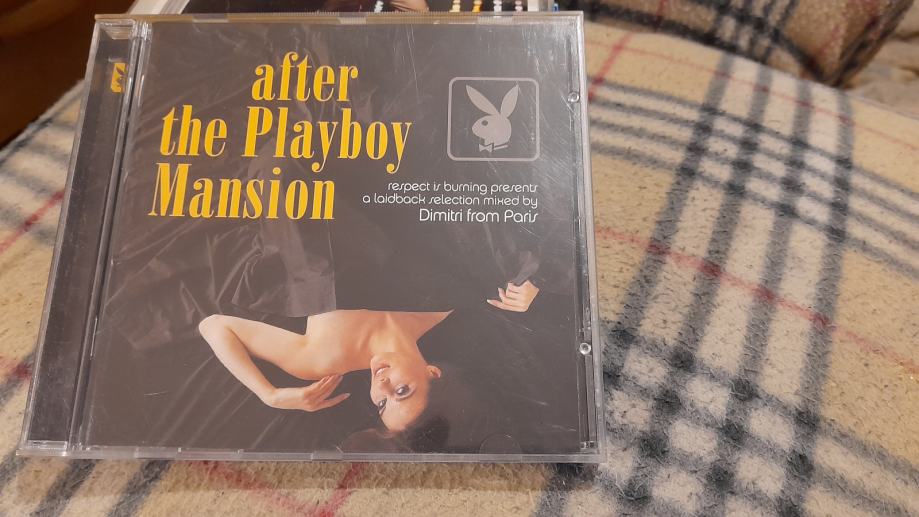 after
the Playboy
Mansion
respect is burning presents
a laidback selection mixed by
Dimitri from Paris